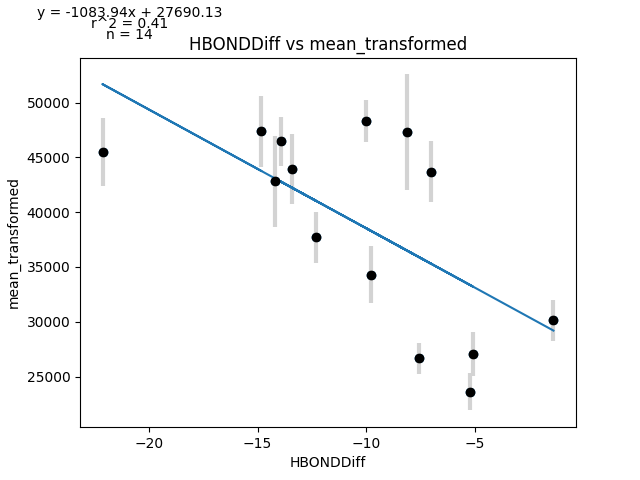 y = -1083.94x + 27690.13
r^2 = 0.41
n = 14
HBONDDiff vs mean_transformed
mean_transformed
50000
45000
40000
35000
30000
25000
−20
−15
−10
−5
HBONDDiff